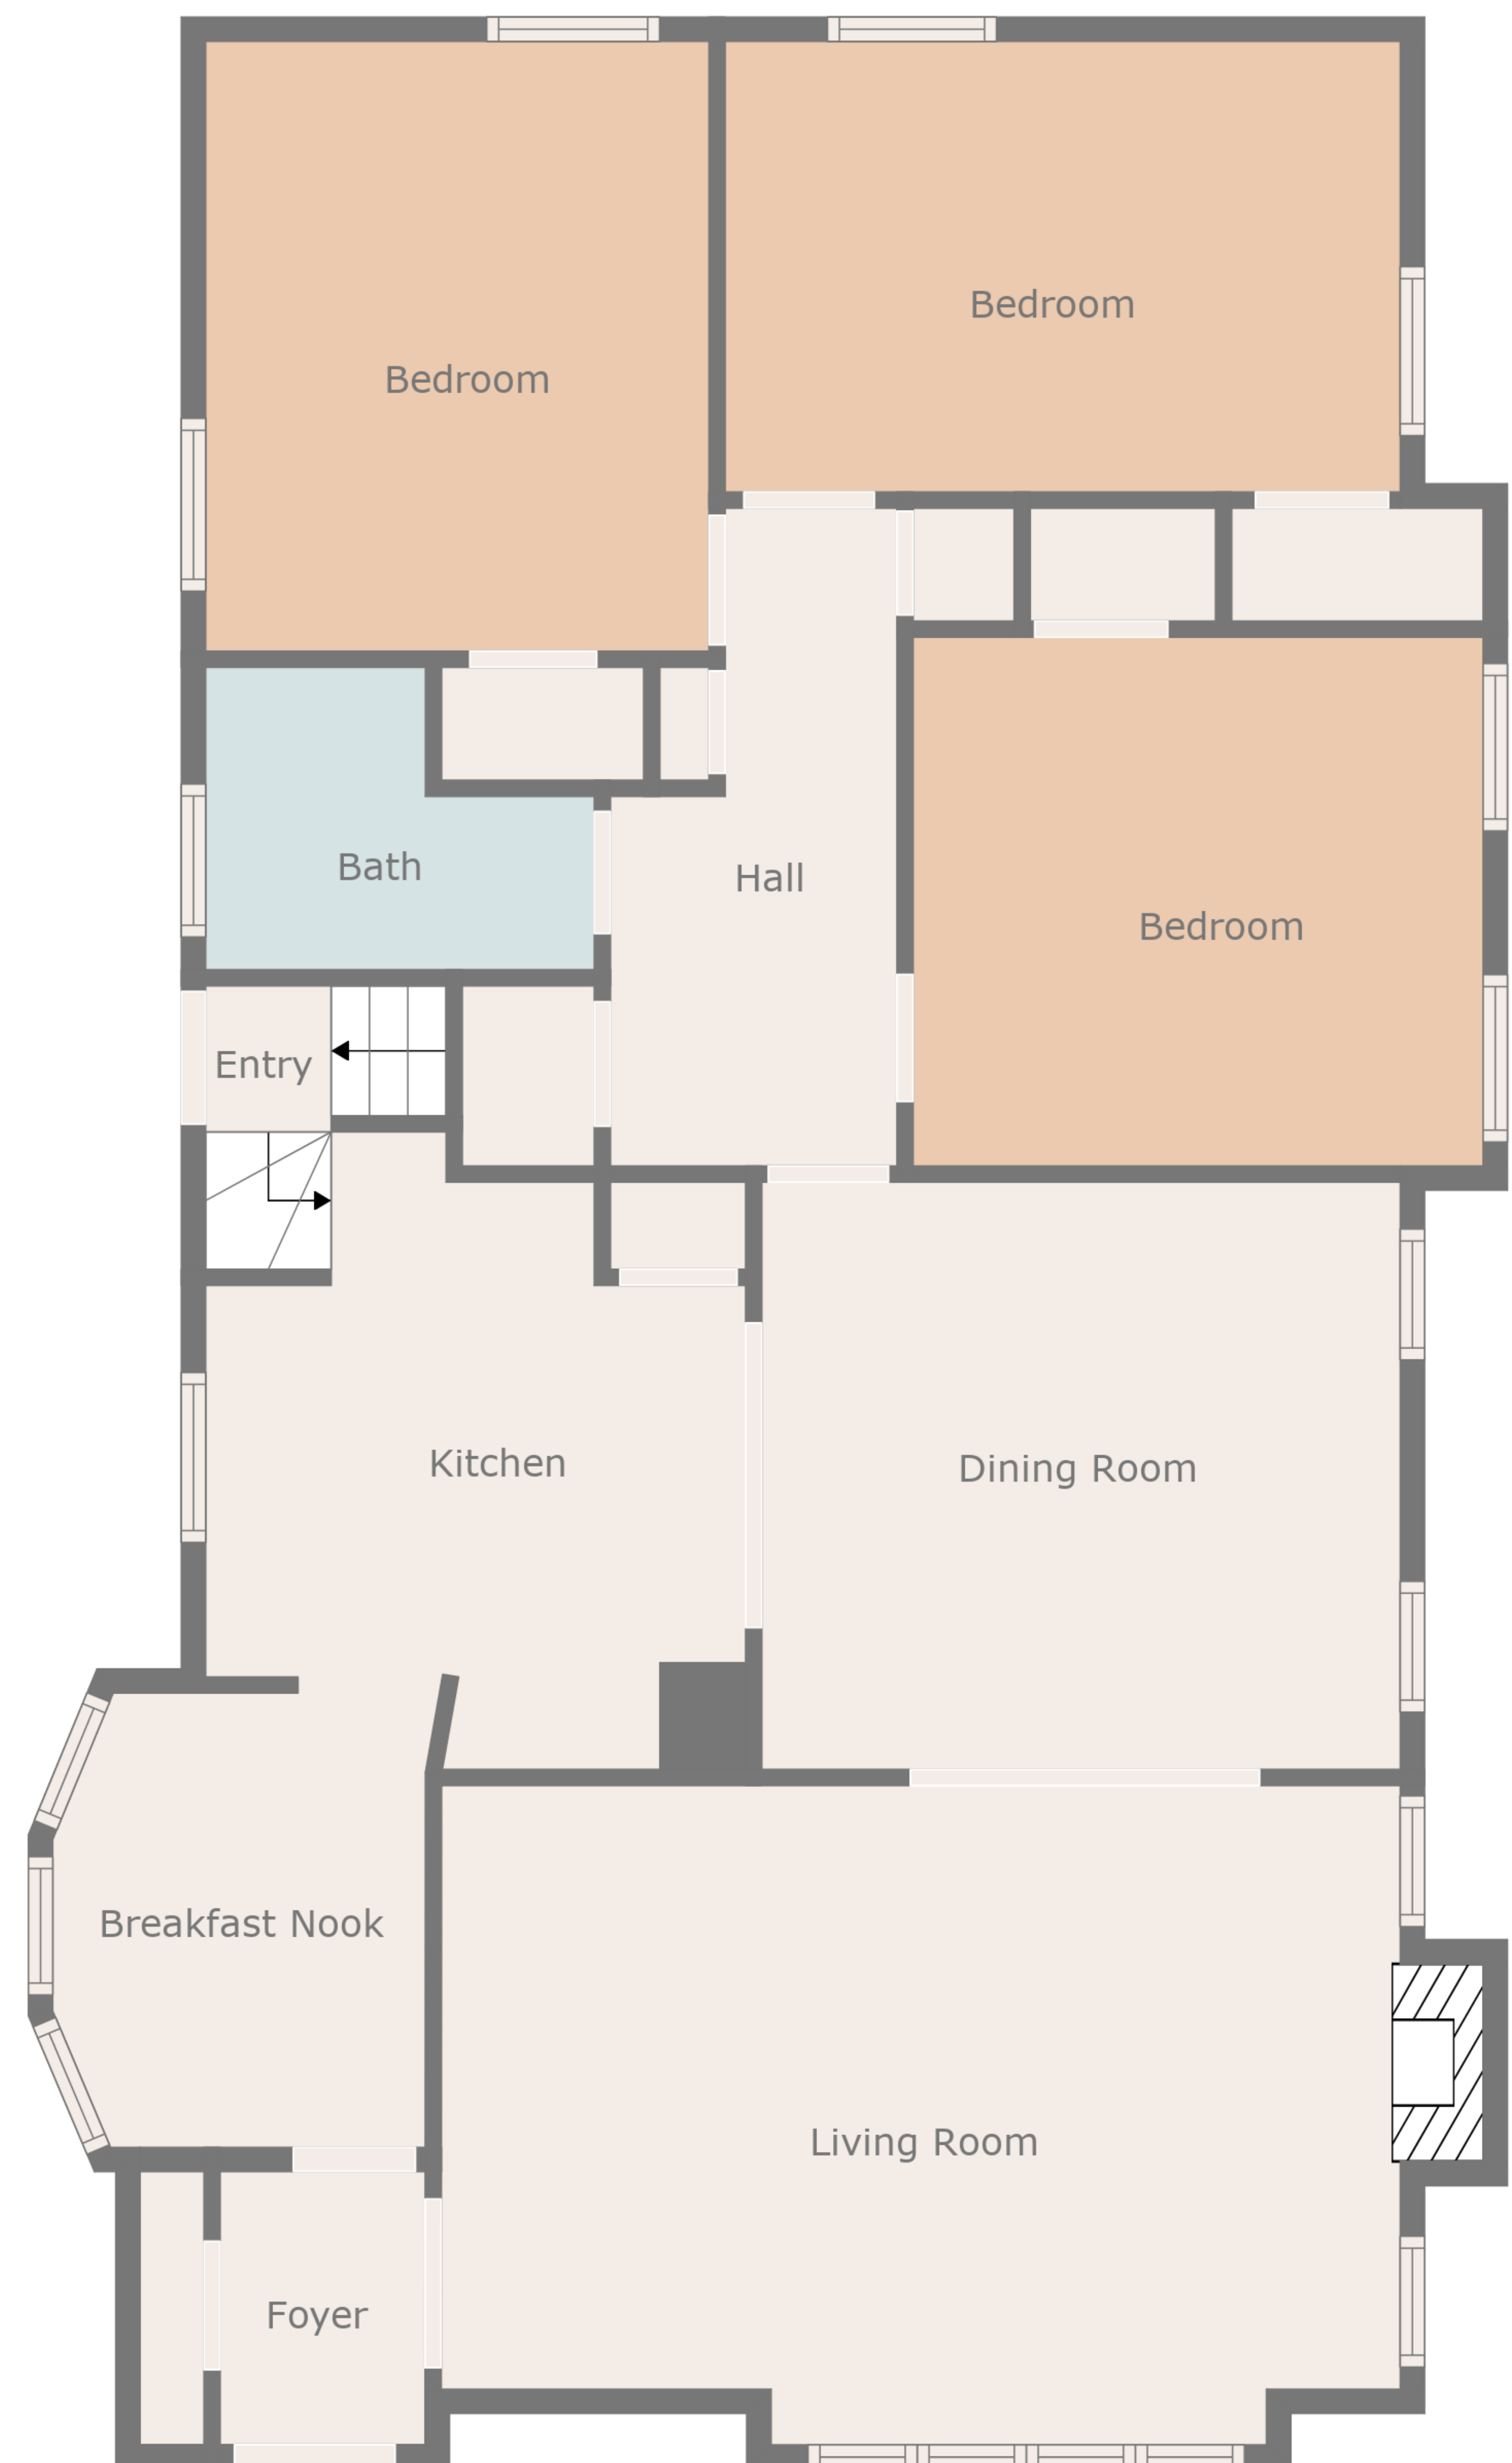 Bedroom
Bedroom
Bath
Hall
Bedroom
Entry
Kitchen
Dining Room
Breakfast Nook
Living Room
Foyer